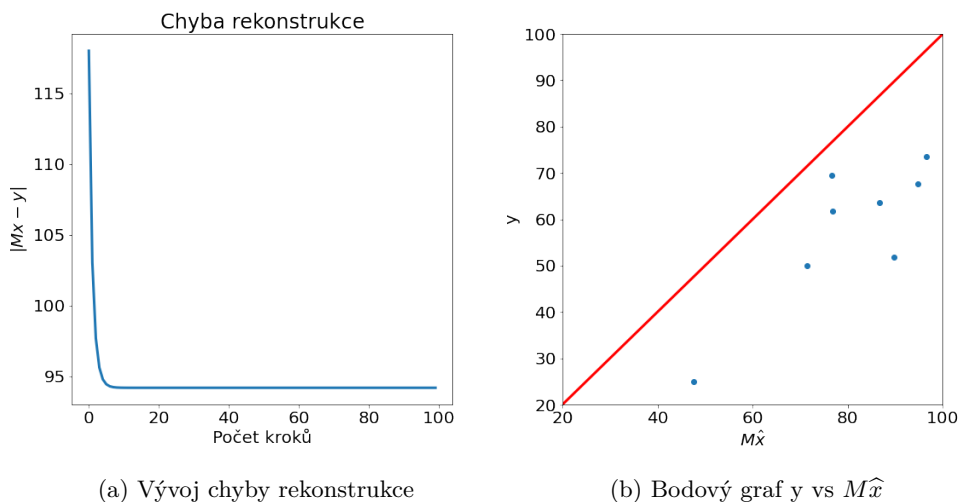 Chyba rekonstrukce
115
110
105
100
95
|Mx − y|
0 20 40 60 80 100
Počet kroků
(a) Vývoj chyby rekonstrukce
100
90
80
70
60
50
40
30
20
y
20 40 60 80 100
Mx̂
(b) Bodový graf y vs Mx̂